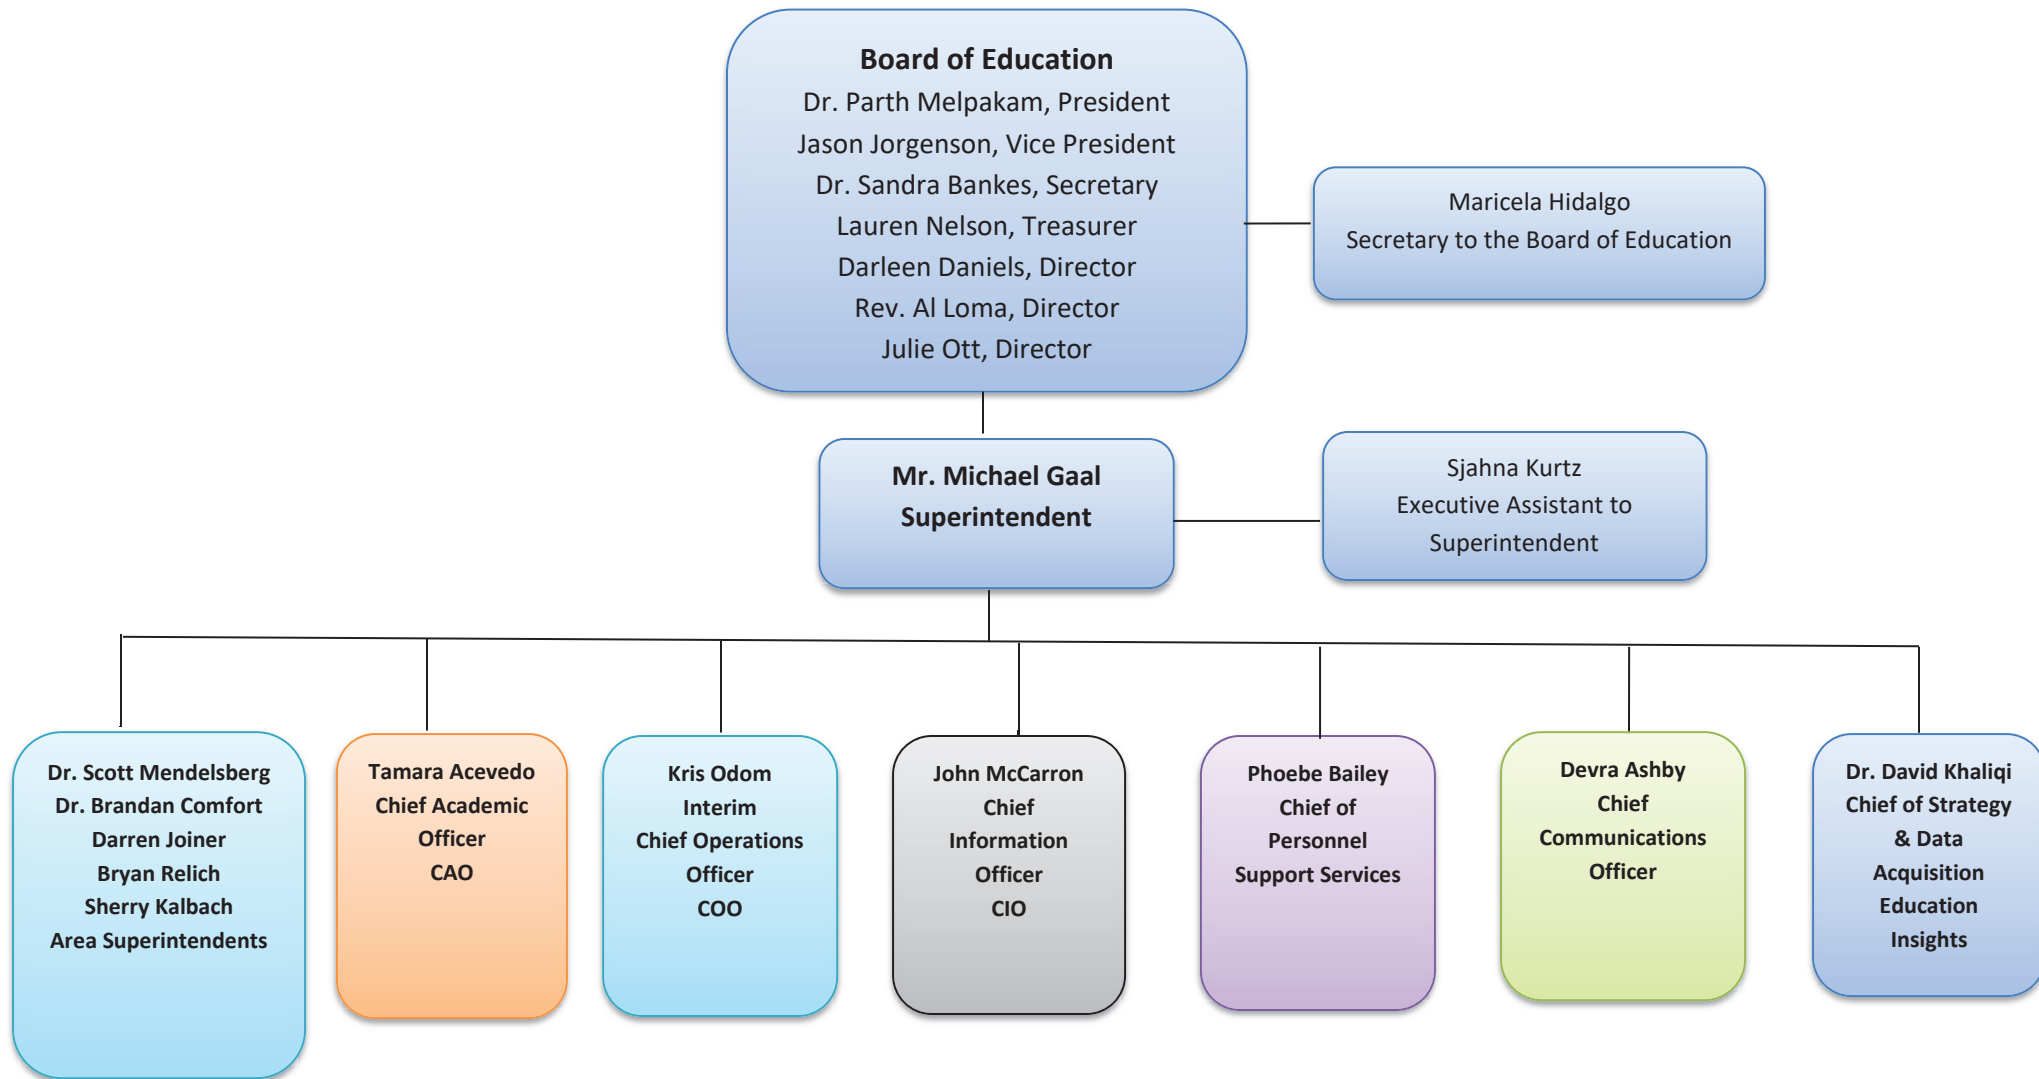 Board of Education
Dr. Parth Melpakam, President
Jason Jorgenson, Vice President
Dr. Sandra Bankes, Secretary
Lauren Nelson, Treasurer
Darleen Daniels, Director
Rev. Al Loma, Director
Julie Ott, Director
Maricela Hidalgo
Secretary to the Board of Education
Mr. Michael Gaal
Superintendent
Sjahna Kurtz
Executive Assistant to
Superintendent
Dr. Scott Mendelsberg
Dr. Brandan Comfort
Darren Joiner
Bryan Relich
Sherry Kalbach
Area Superintendents
Tamara Acevedo
Chief Academic
Officer
CAO
Kris Odom
Interim
Chief Operations
Officer
COO
John McCarron
Chief
Information
Officer
CIO
Phoebe Bailey
Chief of
Personnel
Support Services
Devra Ashby
Chief
Communications
Officer
Dr. David Khaliqi
Chief of Strategy
& Data
Acquisition
Education
Insights